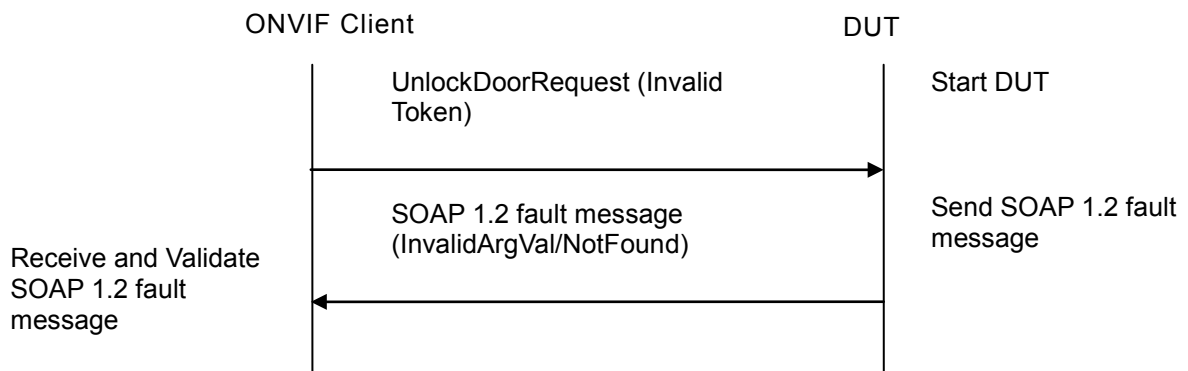 ONVIF Client
DUT
UnlockDoorRequest (Invalid
Token)
Start DUT
SOAP 1.2 fault message
(InvalidArgVal/NotFound)
Send SOAP 1.2 fault
message
Receive and Validate
SOAP 1.2 fault
message